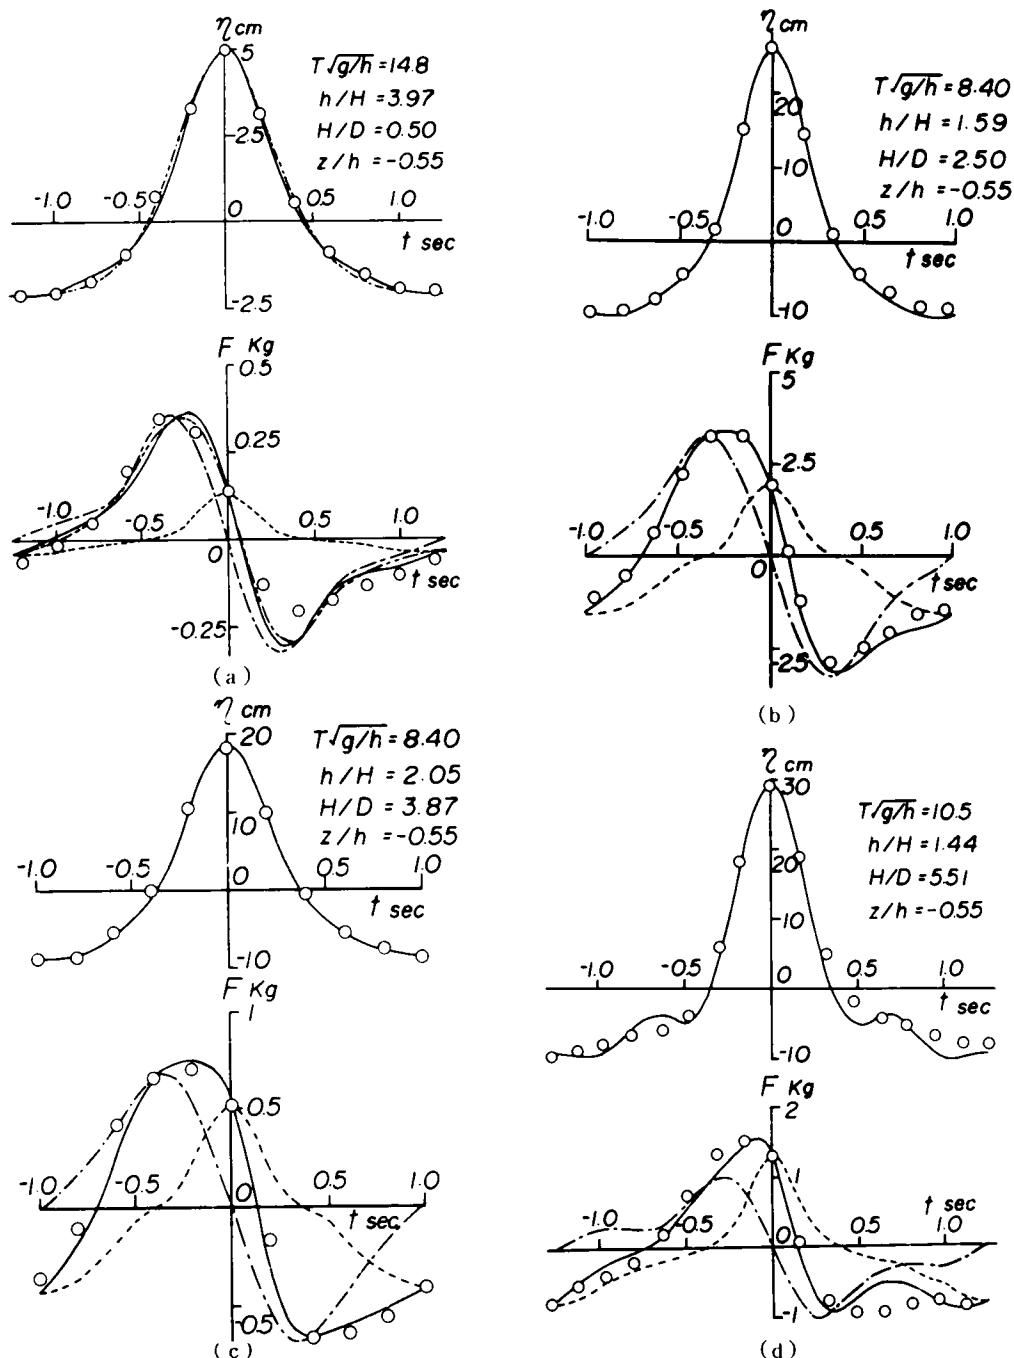 η cm
5
T√g/h = 14.8
h/H = 3.97
H/D = 0.50
z/h = -0.55
2.5
-1.0 -0.5 0 0.5 1.0
t sec
-2.5
F Kg
0.5
0.25
-1.0 -0.5 0 0.5 1.0
t sec
-0.25
(a)
η cm
T√g/h = 8.40
h/H = 1.59
H/D = 2.50
z/h = -0.55
20
10
-1.0 -0.5 0 0.5 1.0
t sec
-10
F Kg
5
2.5
-1.0 -0.5 0 0.5 1.0
t sec
-2.5
(b)
η cm
20
T√g/h = 8.40
h/H = 2.05
H/D = 3.87
z/h = -0.55
10
-1.0 -0.5 0 0.5 1.0
t sec
-10
F Kg
1
0.5
-1.0 -0.5 0 0.5 1.0
t sec
-0.5
(c)
η cm
30
T√g/h = 10.5
h/H = 1.44
H/D = 5.51
z/h = -0.55
20
10
-1.0 -0.5 0 0.5 1.0
t sec
-10
F Kg
2
1
-1.0 -0.5 0 0.5 1.0
t sec
-1
(d)